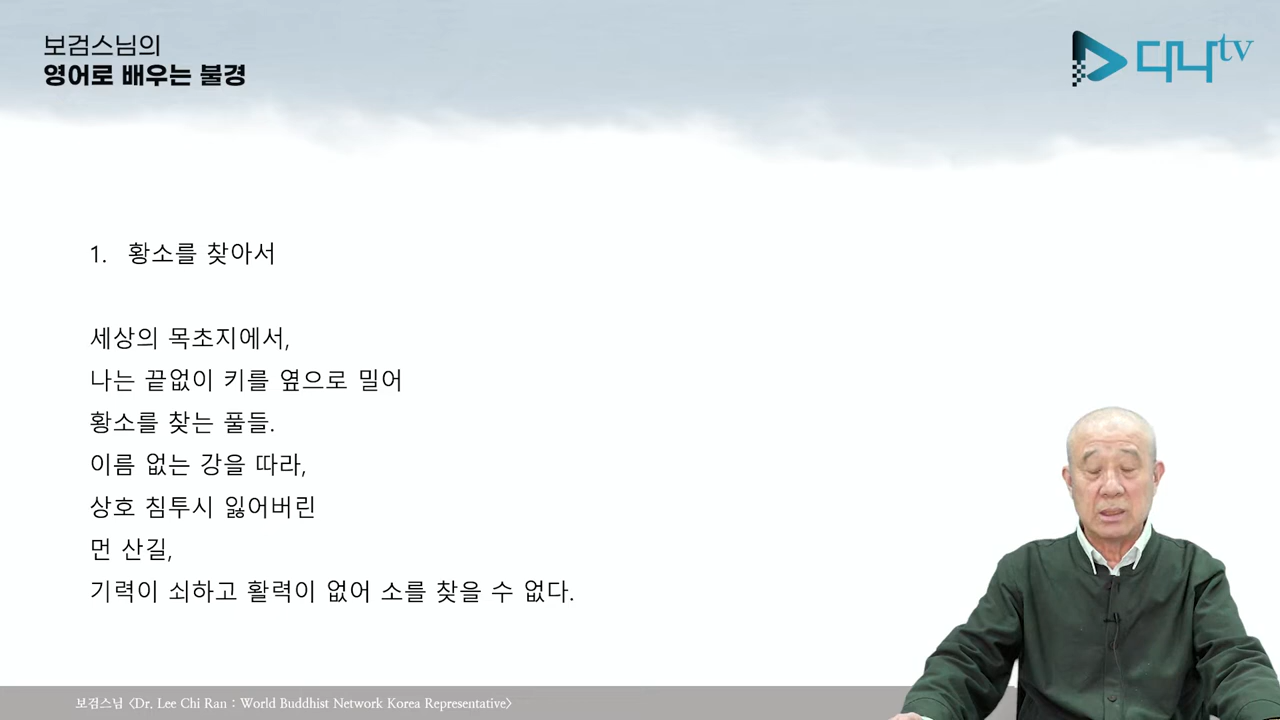 보검스님의
영어로 배우는 불경
다나tv
1. 황소를 찾아서
세상의 목초지에서,
나는 끝없이 키를 옆으로 밀어
황소를 찾는 풀들.
이름 없는 강을 따라,
상호 침투시 잃어버린
먼 산길,
기력이 쇠하고 활력이 없어 소를 찾을 수 없다.
보검스님 <Dr. Lee Chi Ran : World Buddhist Network Korea Representative>